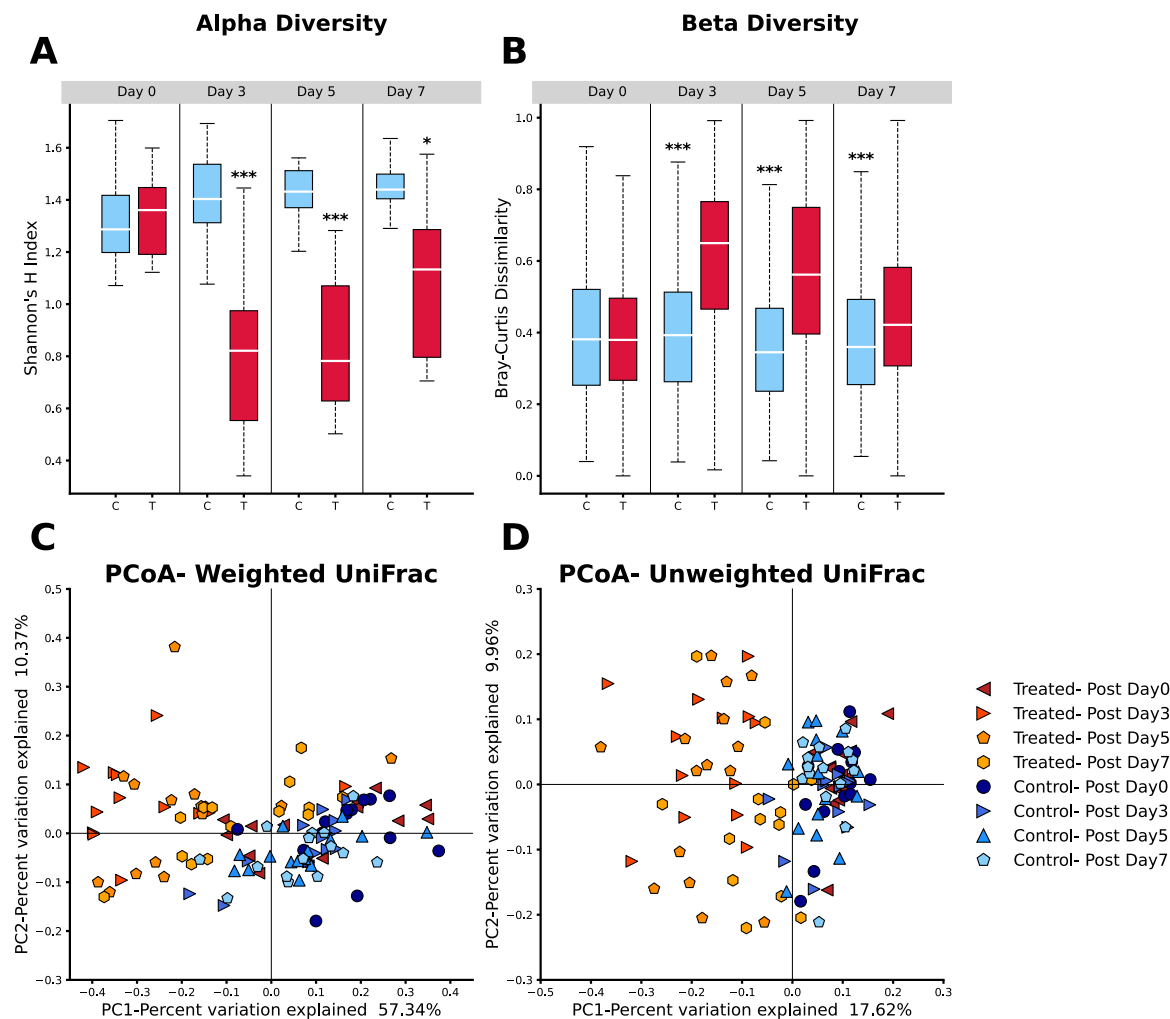 Alpha Diversity
Beta Diversity
A
B
Day 0 Day 3 Day 5 Day 7
Day 0 Day 3 Day 5 Day 7
Shannon's H Index
1.6
1.4
1.2
1.0
0.8
0.6
0.4
*** *** *
C T C T C T C T
Bray-Curtis Dissimilarity
1.0
0.8
0.6
0.4
0.2
0.0
*** *** ***
C T C T C T C T
C
D
PCoA- Weighted UniFrac
PCoA- Unweighted UniFrac
PC2-Percent variation explained 10.37%
0.5
0.4
0.3
0.2
0.1
0.0
−0.1
−0.2
−0.3
−0.4 −0.3 −0.2 −0.1 0.0 0.1 0.2 0.3 0.4
PC1-Percent variation explained 57.34%
PC2-Percent variation explained 9.96%
0.3
0.2
0.1
0.0
−0.1
−0.2
−0.3
−0.5 −0.4 −0.3 −0.2 −0.1 0.0 0.1 0.2 0.3
PC1-Percent variation explained 17.62%
Treated- Post Day0
Treated- Post Day3
Treated- Post Day5
Treated- Post Day7
Control- Post Day0
Control- Post Day3
Control- Post Day5
Control- Post Day7